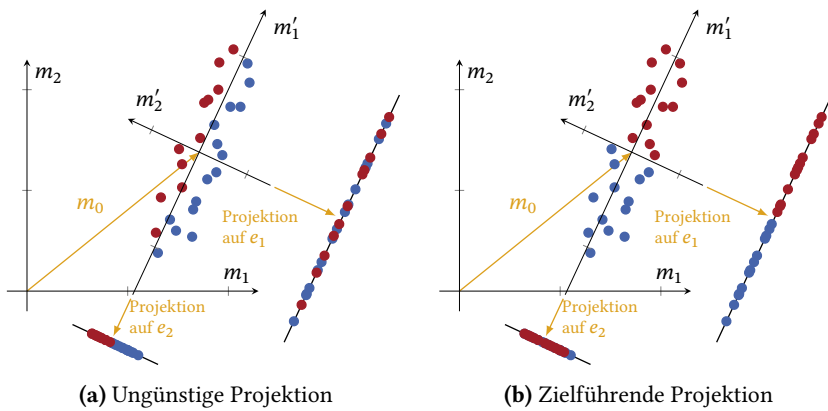 m′₁
m₂
m′₂
m₀
Projektion
auf e₁
m₁
Projektion
auf e₂
(a) Ungünstige Projektion
m′₁
m₂
m′₂
m₀
Projektion
auf e₁
m₁
Projektion
auf e₂
(b) Zielführende Projektion